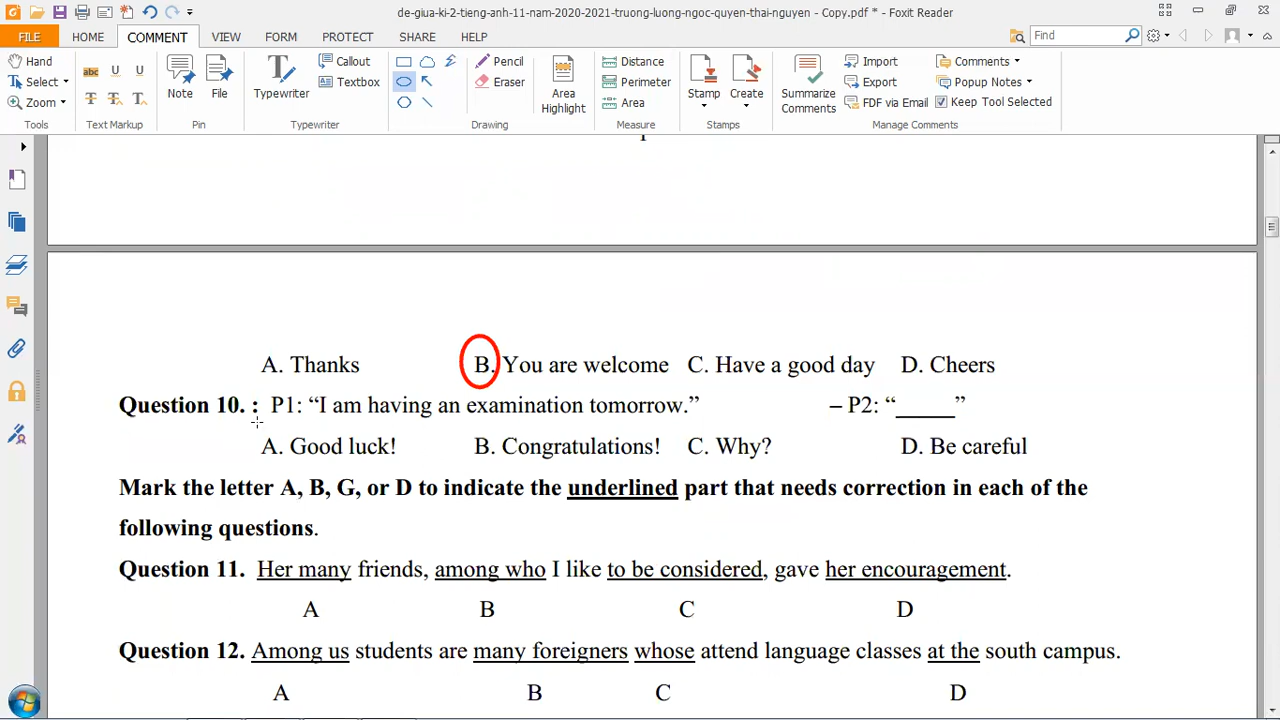 de-giua-ki-2-tieng-anh-11-nam-2020-2021-truong-luong-ngoc-quyen-thai-nguyen - Copy.pdf * - Foxit Reader
FILE HOME COMMENT VIEW FORM PROTECT SHARE HELP Find
Hand Select Zoom Tools
abc U U T T T Text Markup
Note File Pin
Typewriter Callout Textbox Typewriter
Pencil Eraser Area Highlight Drawing
Distance Perimeter Area Measure
Stamp Create Stamps
Summarize Comments Import Export FDF via Email Comments Popup Notes Keep Tool Selected Manage Comments
A. Thanks B. You are welcome C. Have a good day D. Cheers
Question 10. : P1: “I am having an examination tomorrow.” – P2: “_____”
A. Good luck! B. Congratulations! C. Why? D. Be careful
Mark the letter A, B, G, or D to indicate the underlined part that needs correction in each of the
following questions.
Question 11. Her many friends, among who I like to be considered, gave her encouragement.
A B C D
Question 12. Among us students are many foreigners whose attend language classes at the south campus.
A B C D